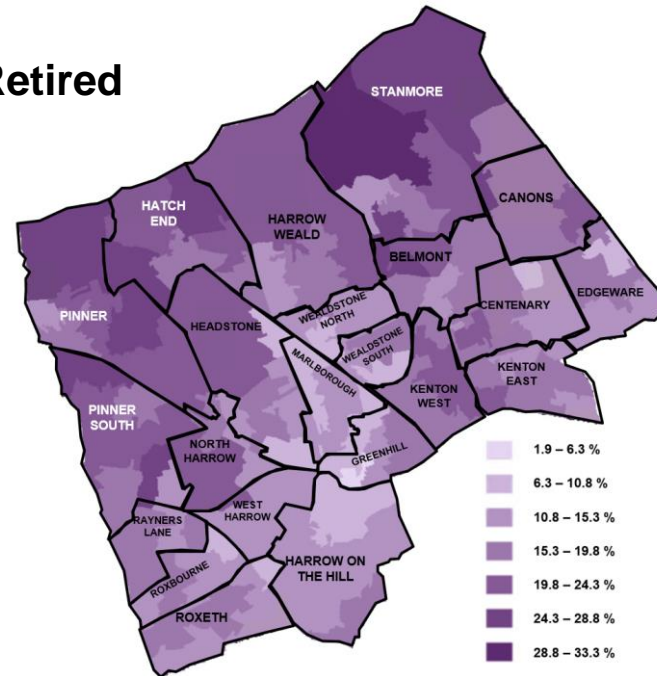 Retired
STANMORE
HATCH
END
CANONS
HARROW
WEALD
BELMONT
EDGEWARE
CENTENARY
WEALDSTONE
NORTH
PINNER
HEADSTONE
WEALDSTONE
SOUTH
MARLBOROUGH
KENTON
EAST
KENTON
WEST
PINNER
SOUTH
NORTH
HARROW
GREENHILL
WEST
HARROW
RAYNERS
LANE
ROXBOURNE
HARROW ON
THE HILL
ROXETH
1.9 – 6.3 %
6.3 – 10.8 %
10.8 – 15.3 %
15.3 – 19.8 %
19.8 – 24.3 %
24.3 – 28.8 %
28.8 – 33.3 %